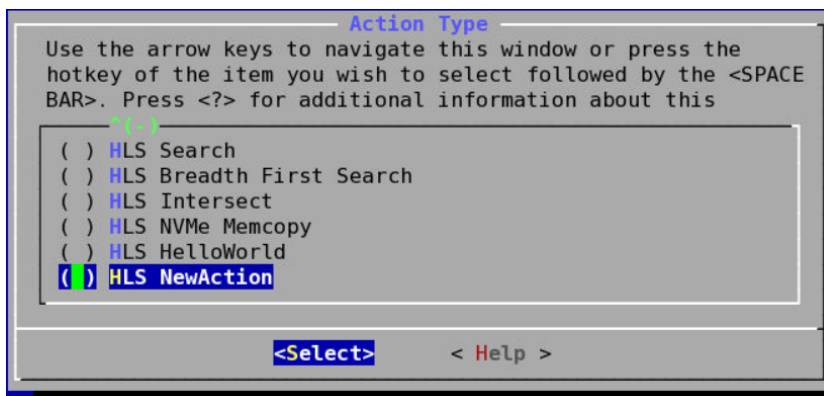 Action Type
Use the arrow keys to navigate this window or press the
hotkey of the item you wish to select followed by the <SPACE
BAR>. Press <?> for additional information about this
^(-)
( ) HLS Search
( ) HLS Breadth First Search
( ) HLS Intersect
( ) HLS NVMe Memcopy
( ) HLS HelloWorld
( ) HLS NewAction
<Select> < Help >